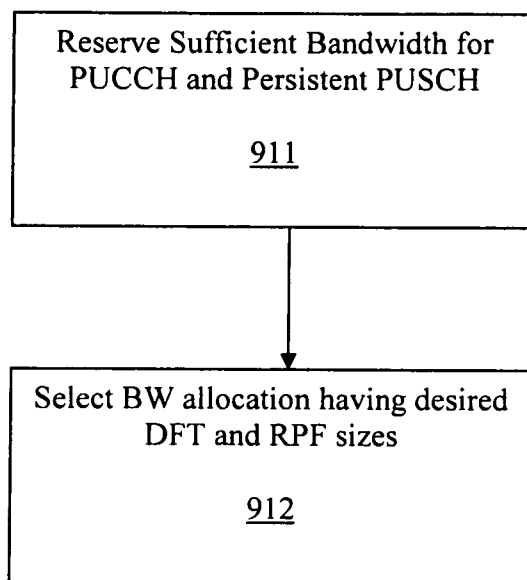 Reserve Sufficient Bandwidth for
PUCCH and Persistent PUSCH
911
Select BW allocation having desired
DFT and RPF sizes
912